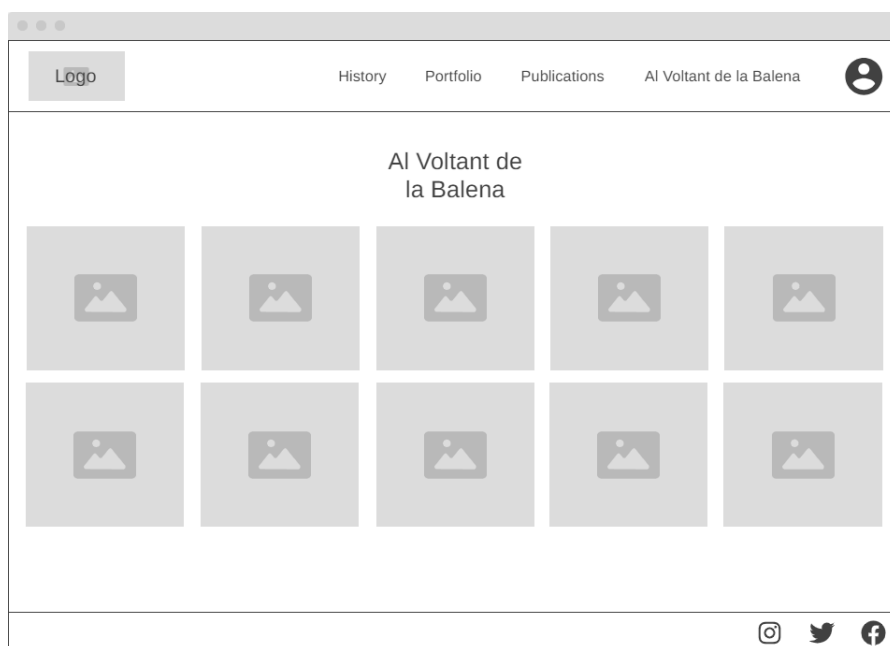 Logo
History Portfolio Publications Al Voltant de la Balena
Al Voltant de
la Balena